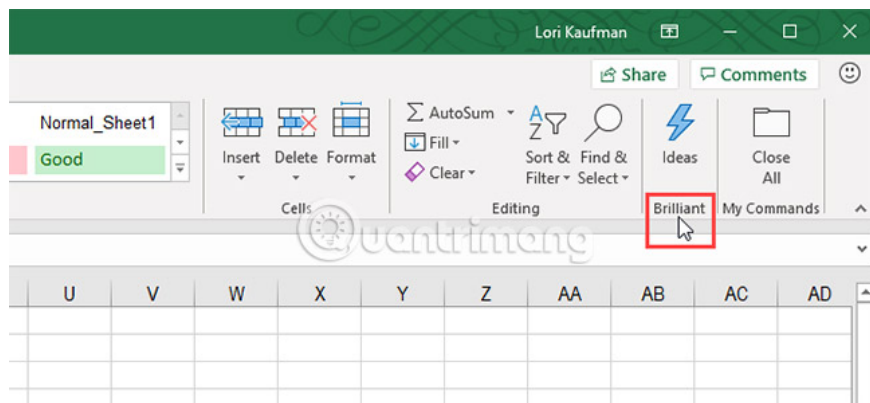 Lori Kaufman
Share Comments
Normal_Sheet1
Good
Insert Delete Format
Cells
AutoSum
Fill
Clear
Sort & Filter
Find & Select
Editing
Ideas
Brilliant
Close All
My Commands
Quantrimang
U V W X Y Z AA AB AC AD